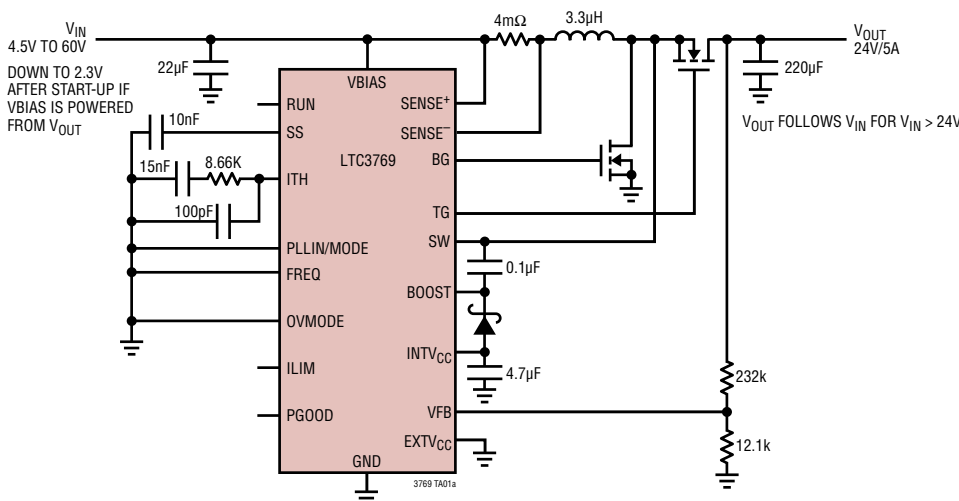 VIN
4.5V TO 60V
DOWN TO 2.3V
AFTER START-UP IF
VBIAS IS POWERED
FROM VOUT
22µF
4mΩ
3.3µH
VOUT
24V/5A
220µF
VOUT FOLLOWS VIN FOR VIN > 24V
VBIAS
RUN
SENSE+
10nF
SS
SENSE–
LTC3769
BG
15nF
8.66K
ITH
100pF
TG
PLLIN/MODE
SW
FREQ
0.1µF
BOOST
OVMODE
INTVCC
ILIM
4.7µF
232k
PGOOD
VFB
EXTVCC
12.1k
GND
3769 TA01a